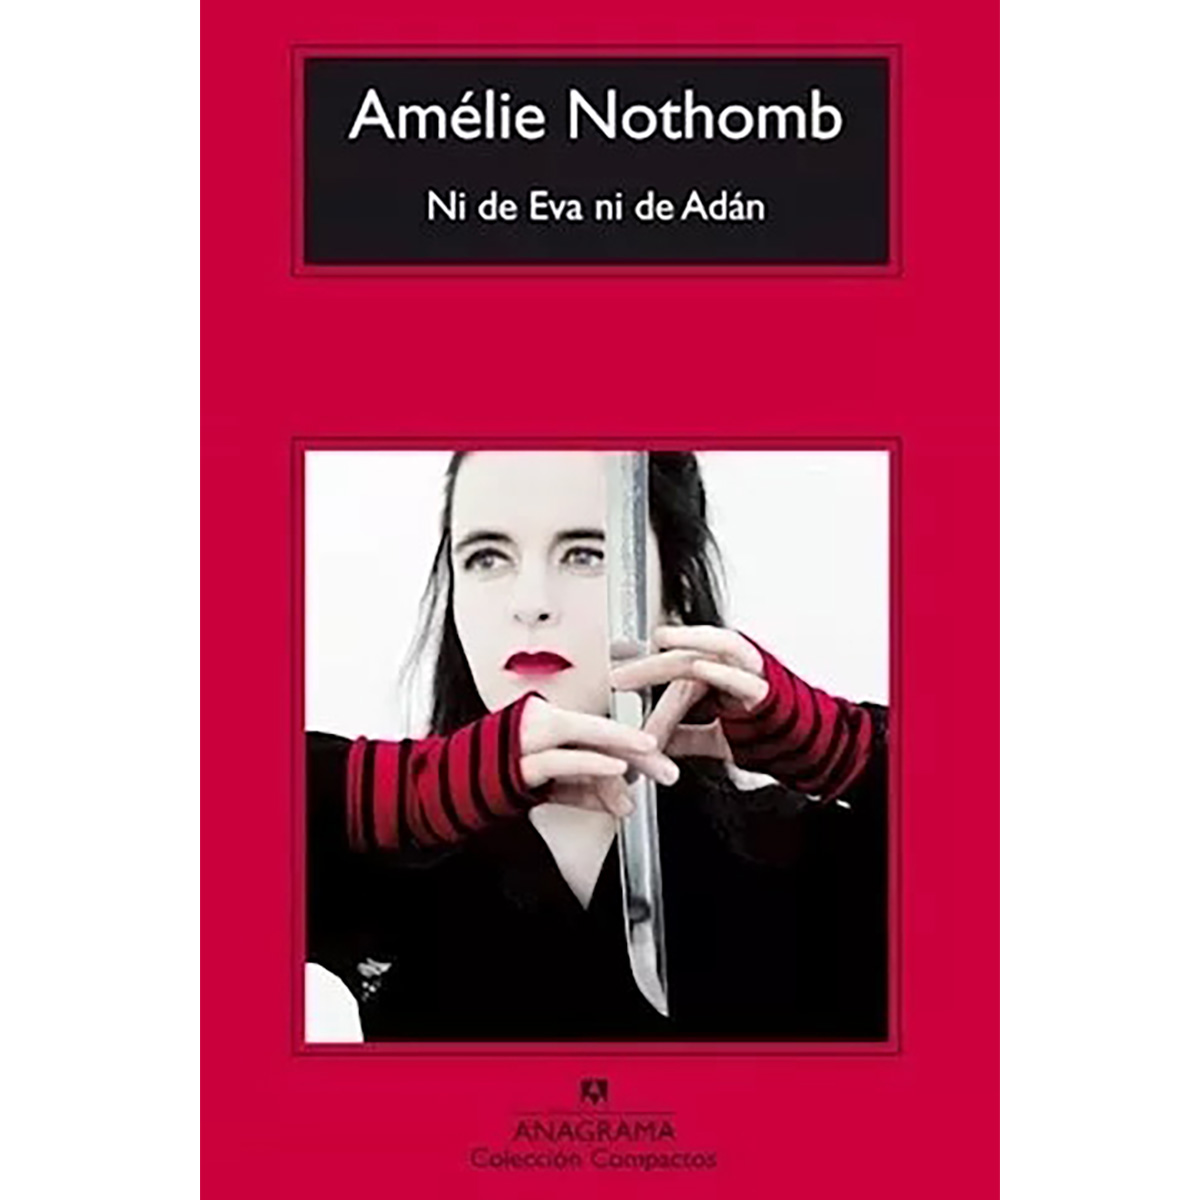 Amélie Nothomb
Ni de Eva ni de Adán
ANAGRAMA
Colección Compactos